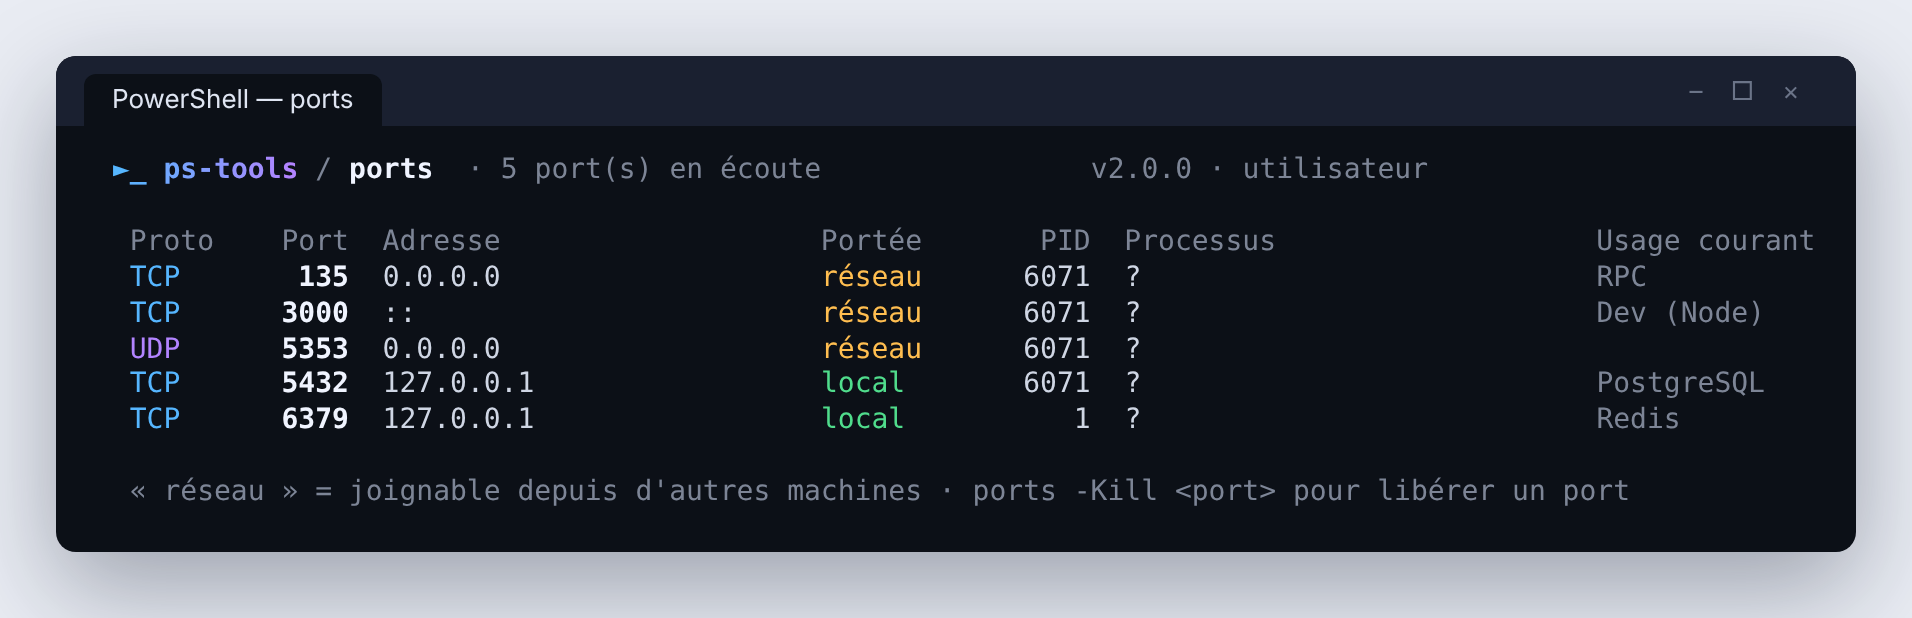 PowerShell — ports
►_ ps-tools / ports · 5 port(s) en écoute v2.0.0 · utilisateur
Proto Port Adresse Portée PID Processus Usage courant
TCP 135 0.0.0.0 réseau 6071 ? RPC
TCP 3000 :: réseau 6071 ? Dev (Node)
UDP 5353 0.0.0.0 réseau 6071 ?
TCP 5432 127.0.0.1 local 6071 ? PostgreSQL
TCP 6379 127.0.0.1 local 1 ? Redis
« réseau » = joignable depuis d'autres machines · ports -Kill <port> pour libérer un port